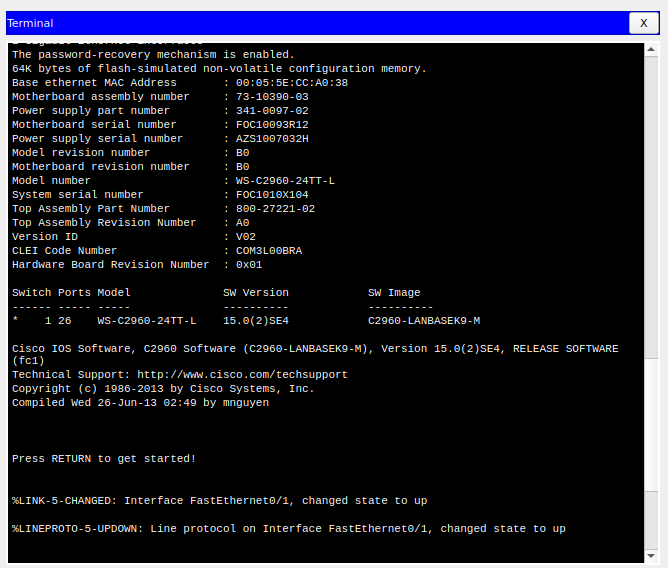 Terminal
X
The password-recovery mechanism is enabled.
64K bytes of flash-simulated non-volatile configuration memory.
Base ethernet MAC Address       : 00:05:5E:CC:A0:38
Motherboard assembly number     : 73-10390-03
Power supply part number        : 341-0097-02
Motherboard serial number       : FOC10093R12
Power supply serial number      : AZS1007032H
Model revision number           : B0
Motherboard revision number     : B0
Model number                    : WS-C2960-24TT-L
System serial number            : FOC1010X104
Top Assembly Part Number        : 800-27221-02
Top Assembly Revision Number    : A0
Version ID                      : V02
CLEI Code Number                : COM3L00BRA
Hardware Board Revision Number  : 0x01
Switch Ports Model              SW Version            SW Image
------ ----- -----              ----------            ----------
*    1 26    WS-C2960-24TT-L    15.0(2)SE4            C2960-LANBASEK9-M
Cisco IOS Software, C2960 Software (C2960-LANBASEK9-M), Version 15.0(2)SE4, RELEASE SOFTWARE
(fc1)
Technical Support: http://www.cisco.com/techsupport
Copyright (c) 1986-2013 by Cisco Systems, Inc.
Compiled Wed 26-Jun-13 02:49 by mnguyen
Press RETURN to get started!
%LINK-5-CHANGED: Interface FastEthernet0/1, changed state to up
%LINEPROTO-5-UPDOWN: Line protocol on Interface FastEthernet0/1, changed state to up